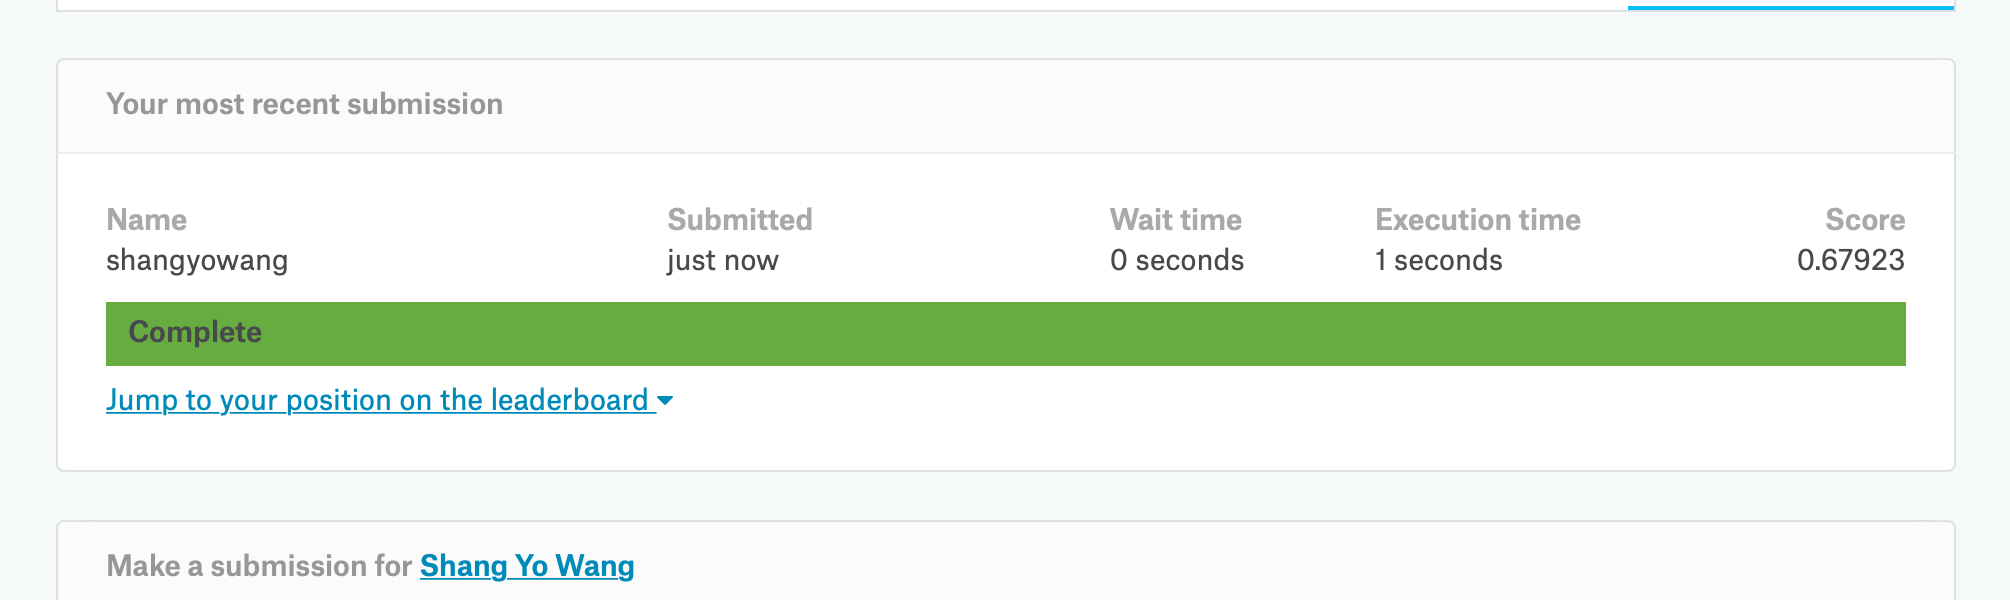 Your most recent submission
Name Submitted Wait time Execution time Score
shangyowang just now 0 seconds 1 seconds 0.67923
Complete
Jump to your position on the leaderboard
Make a submission for Shang Yo Wang